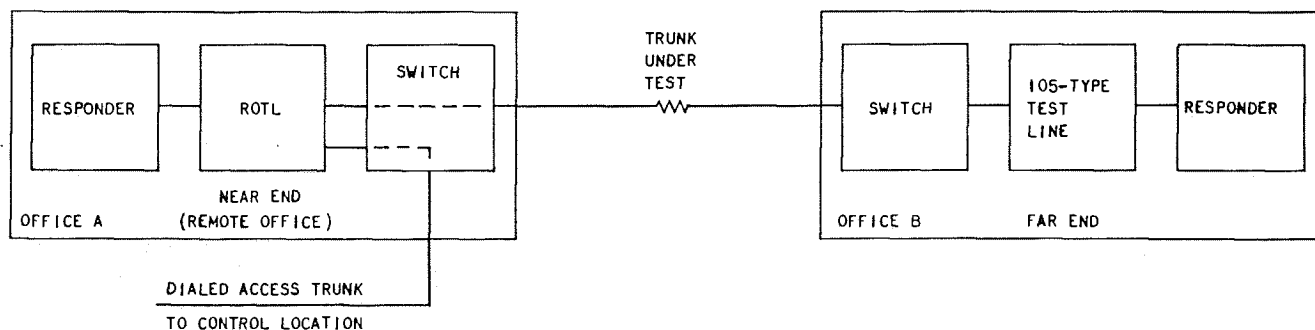 RESPONDER
ROTL
SWITCH
NEAR END
(REMOTE OFFICE)
OFFICE A
TRUNK
UNDER
TEST
SWITCH
105-TYPE
TEST
LINE
RESPONDER
OFFICE B
FAR END
DIALED ACCESS TRUNK
TO CONTROL LOCATION